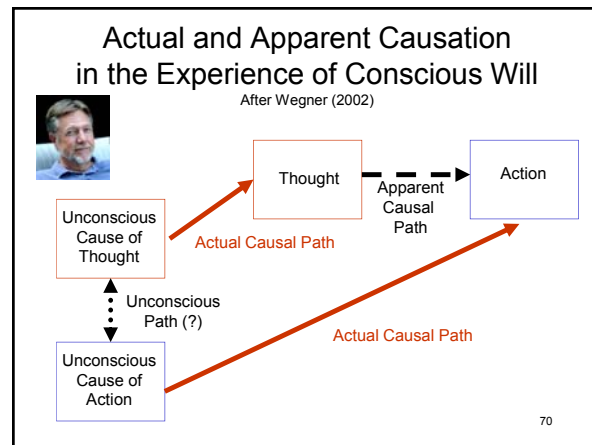 Actual and Apparent Causation
in the Experience of Conscious Will
After Wegner (2002)
Thought
Action
Apparent
Causal
Path
Unconscious
Cause of
Thought
Actual Causal Path
Unconscious
Path (?)
Actual Causal Path
Unconscious
Cause of
Action
70